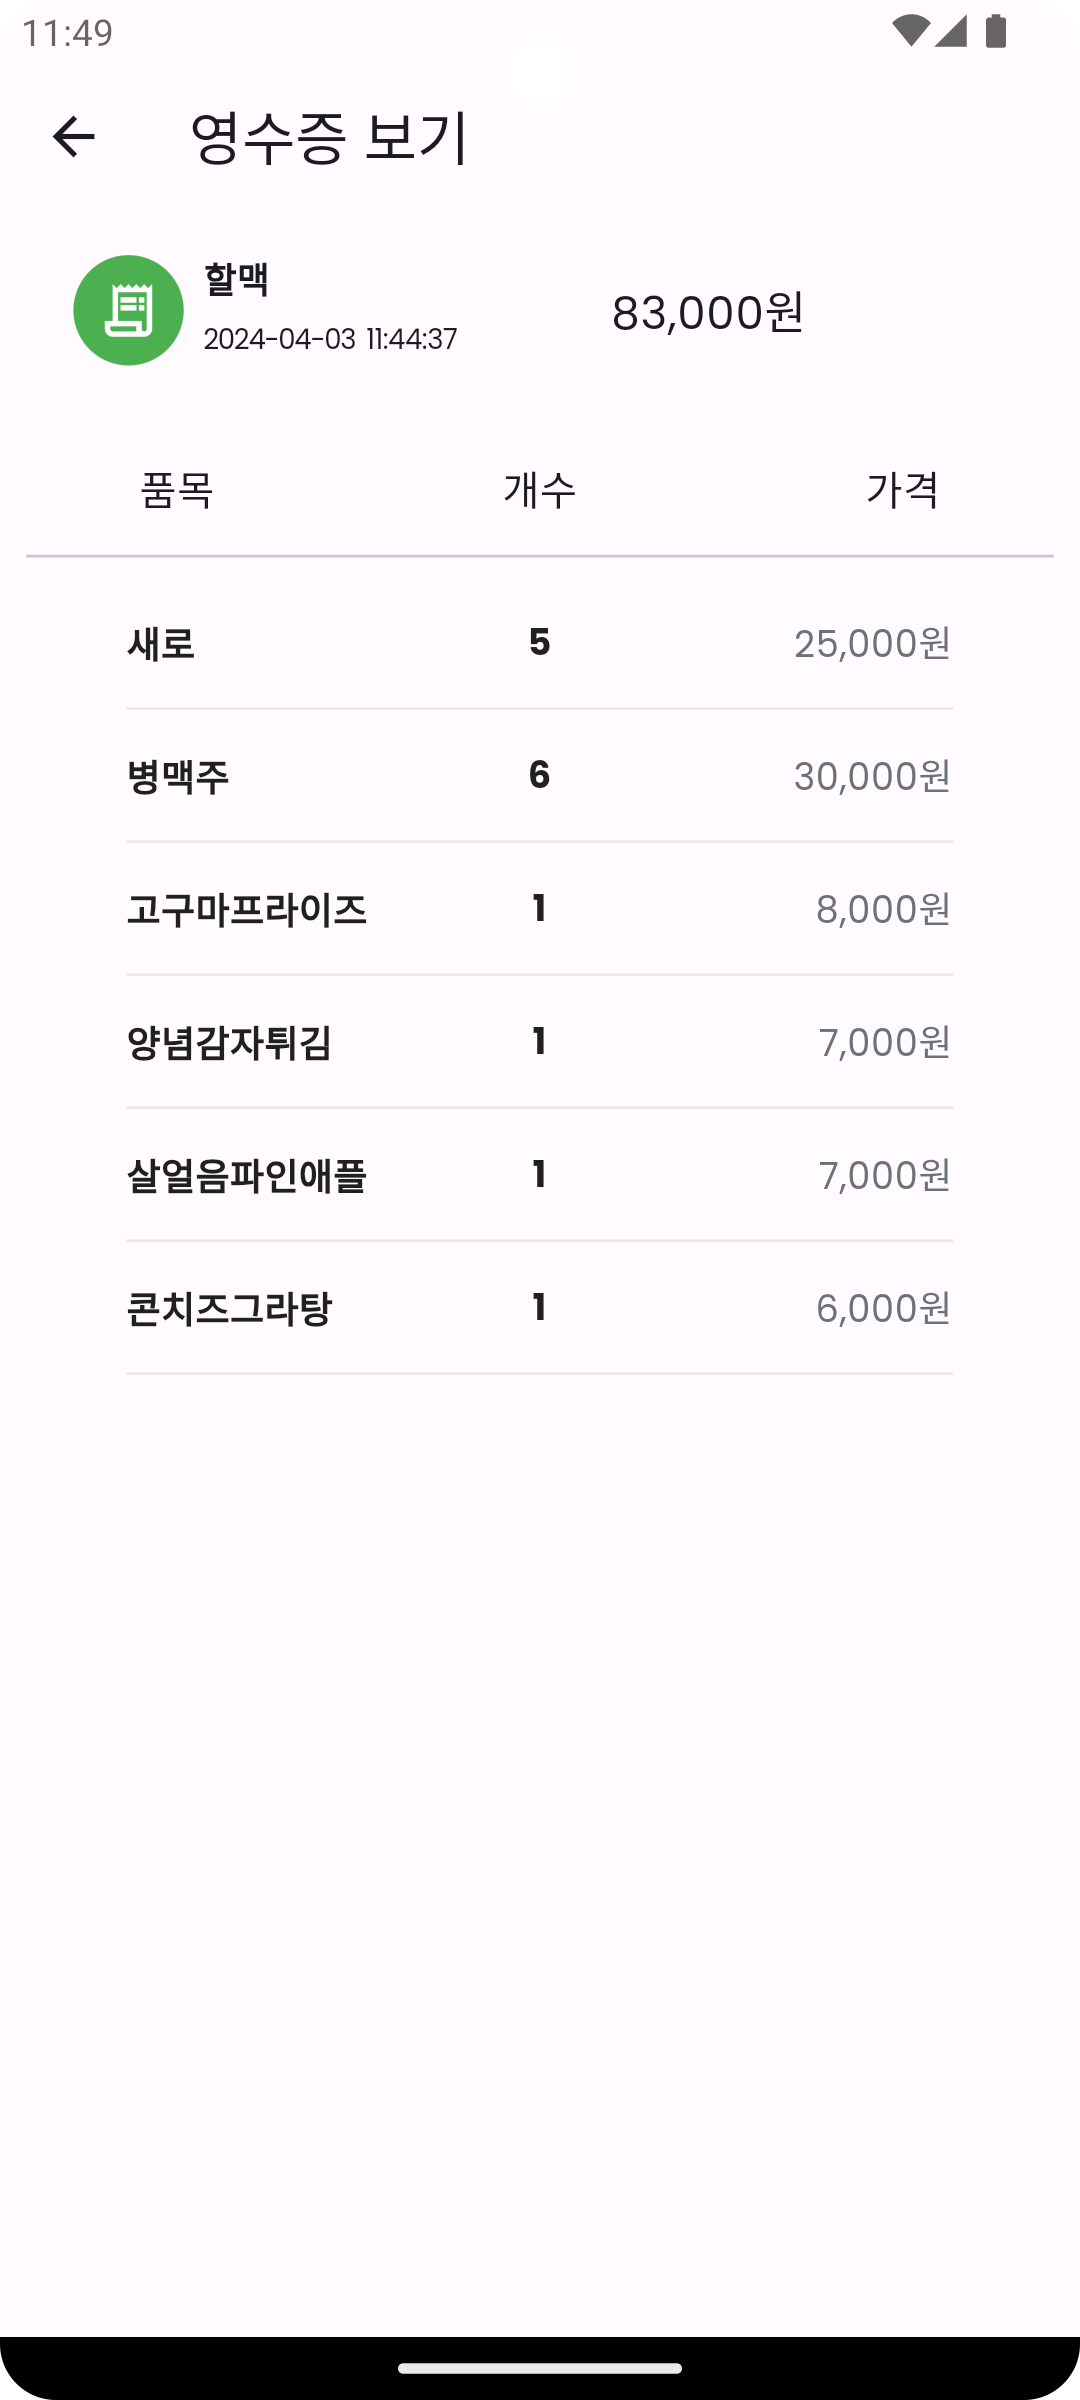 11:49
영수증 보기
할맥
83,000원
2024-04-03 11:44:37
품목 개수 가격
새로 5 25,000원
병맥주 6 30,000원
고구마프라이즈 1 8,000원
양념감자튀김 1 7,000원
살얼음파인애플 1 7,000원
콘치즈그라탕 1 6,000원